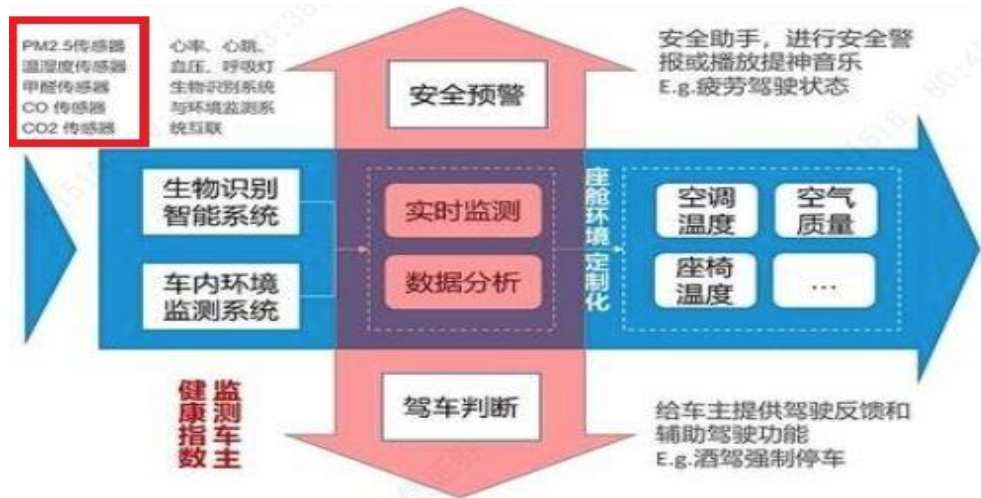 PM2.5传感器
温湿度传感器
甲醛传感器
CO 传感器
CO2 传感器
心率、心跳、
血压、呼吸灯
生物识别系统
与环境监测系
统互联
安全预警
安全助手，进行安全警
报或播放提神音乐
E.g.疲劳驾驶状态
生物识别
智能系统
车内环境
监测系统
实时监测
数据分析
座舱环境 定制化
空调
温度
空气
质量
座椅
温度
...
监测车主
健康指数
驾车判断
给车主提供驾驶反馈和
辅助驾驶功能
E.g.酒驾强制停车